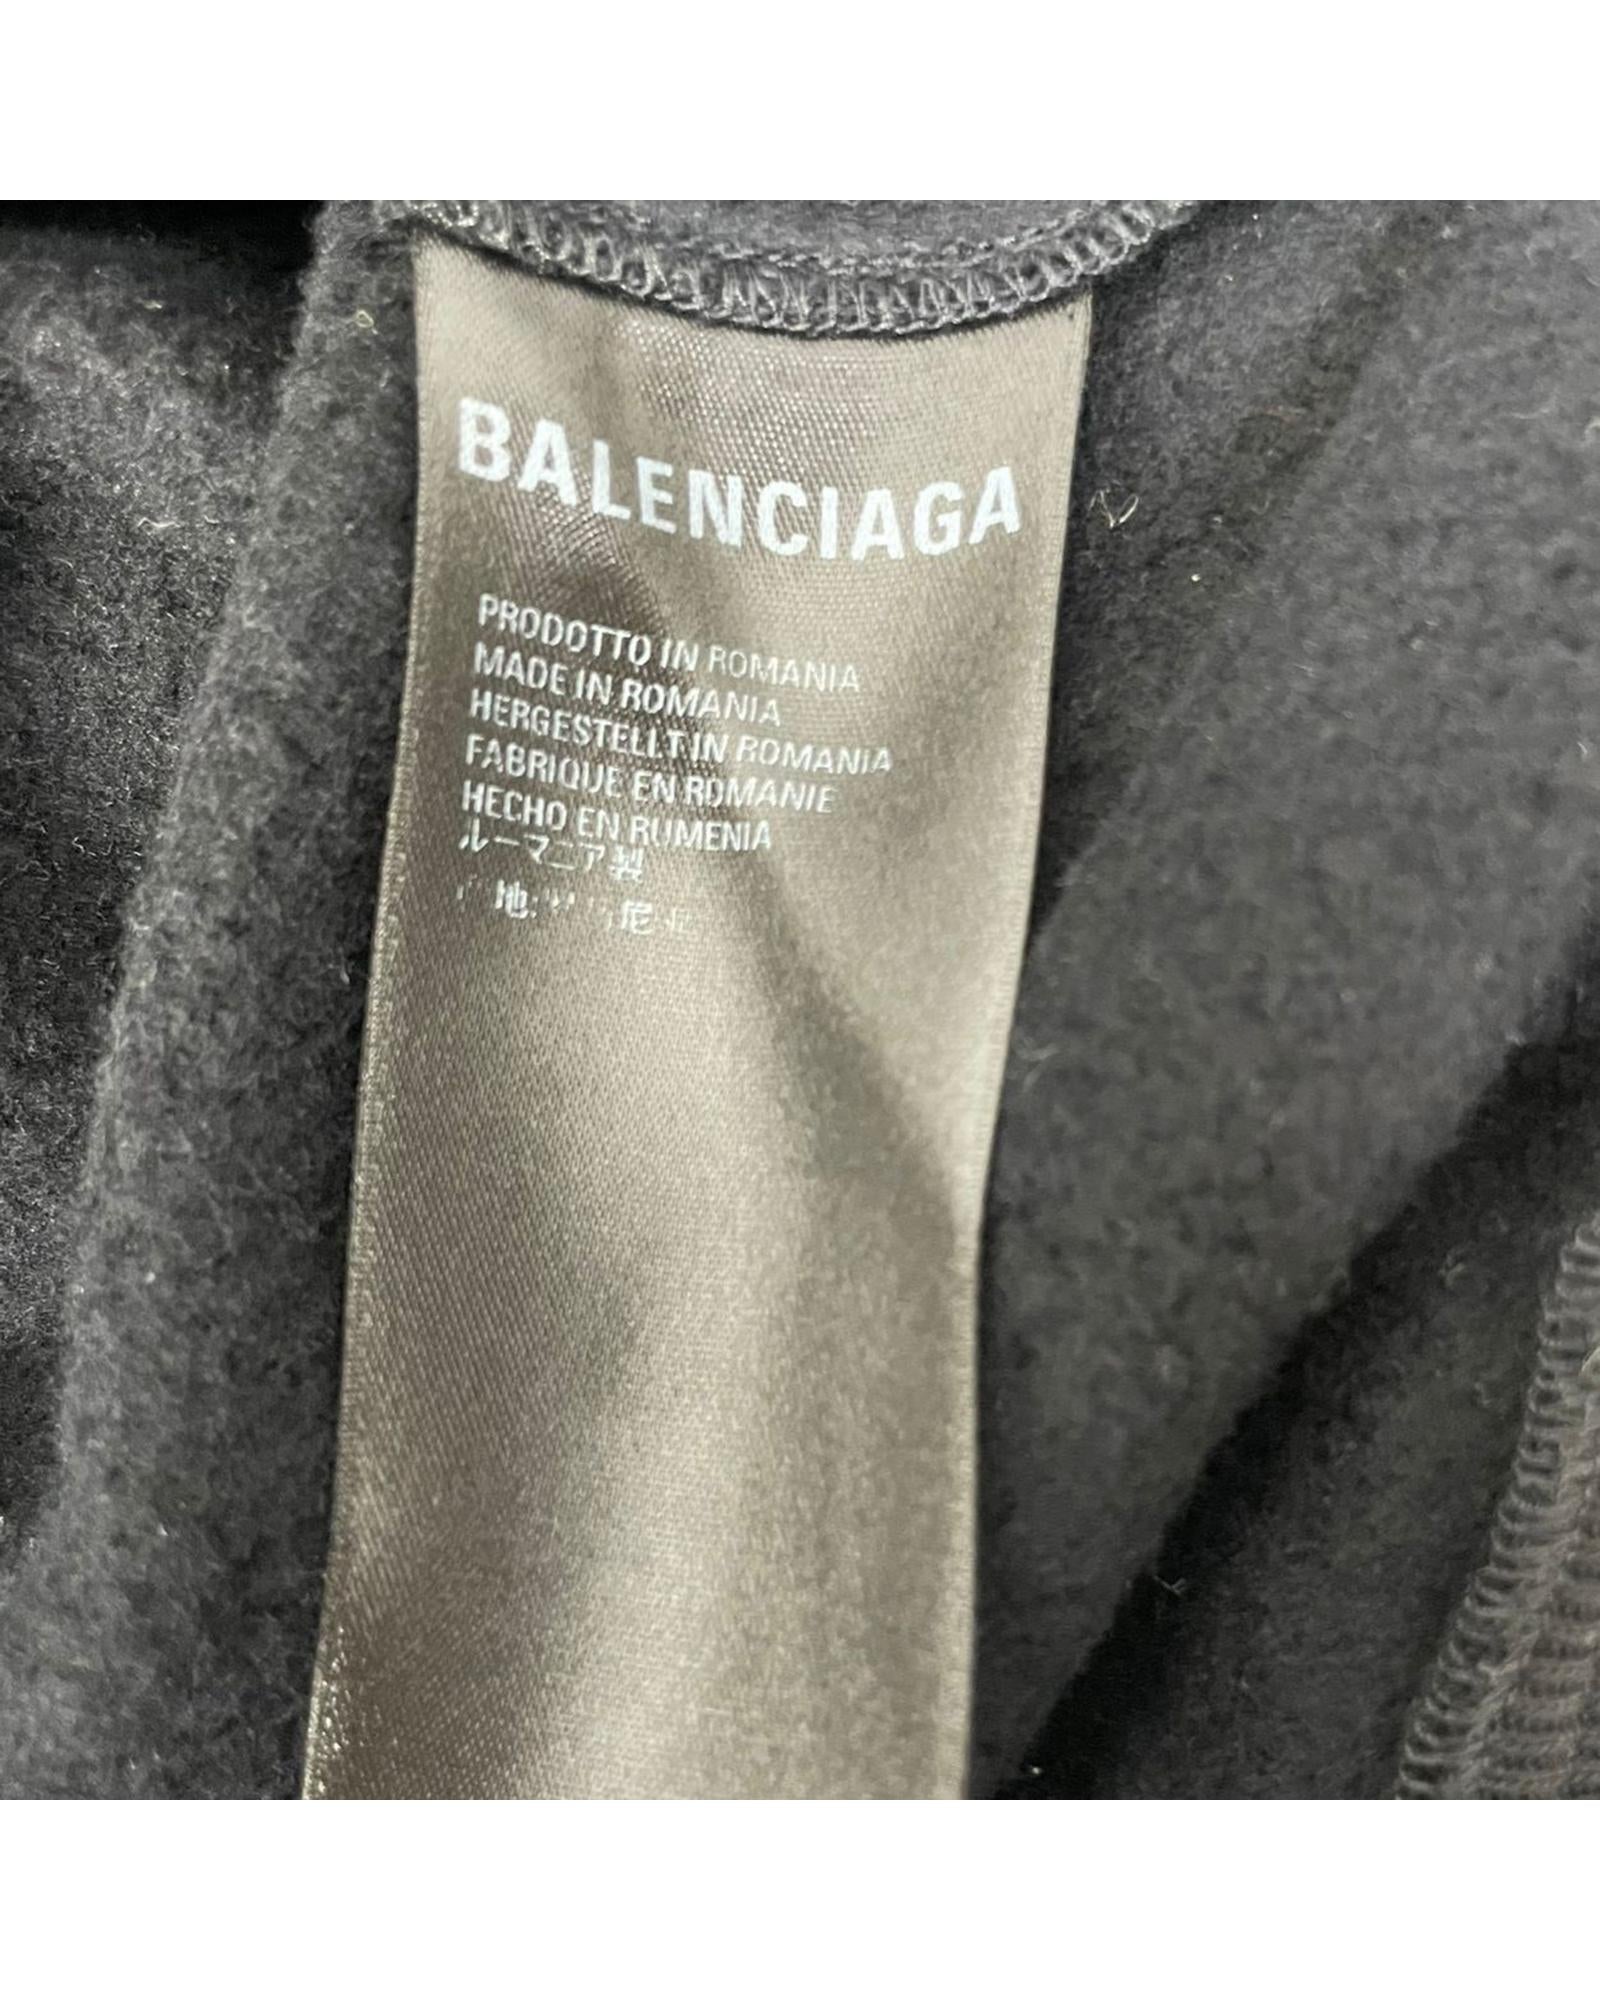 BALENCIAGA
PRODOTTO IN ROMANIA
MADE IN ROMANIA
HERGESTELLT IN ROMANIA
FABRIQUE EN ROMANIE
HECHO EN RUMENIA
ルーマニア製